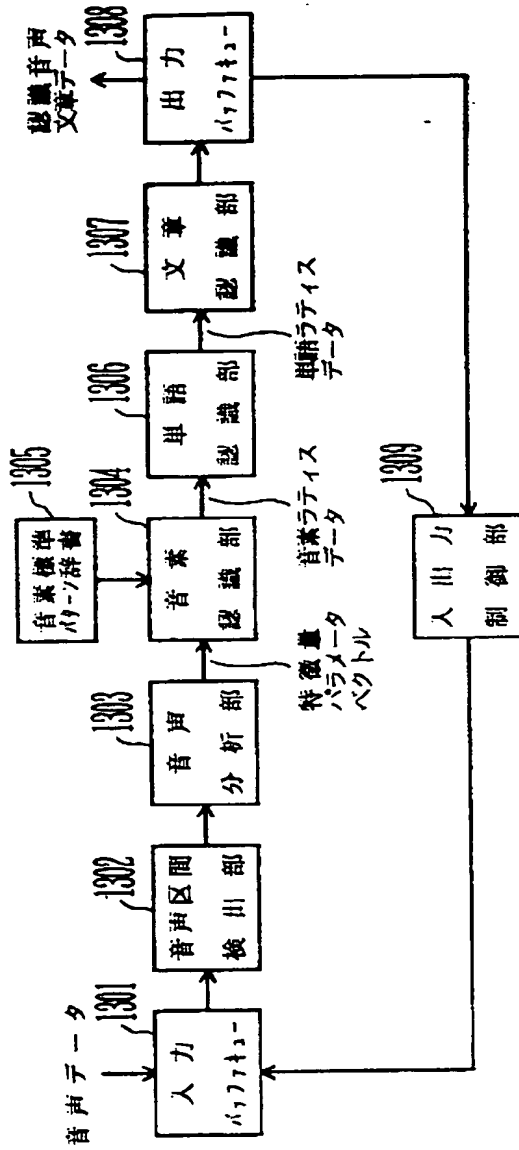 音声データ
1301
入力
バッファキュー
1302
音声区間
検出部
1303
音声
分析部
特徴量
パラメータ
ベクトル
1305
音素標準
パターン辞書
1304
音素
認識部
音素ラティス
データ
1306
単語
認識部
単語ラティス
データ
1307
文章
認識部
認識音声
文章データ
1308
出力
バッファキュー
1309
入出力
制御部